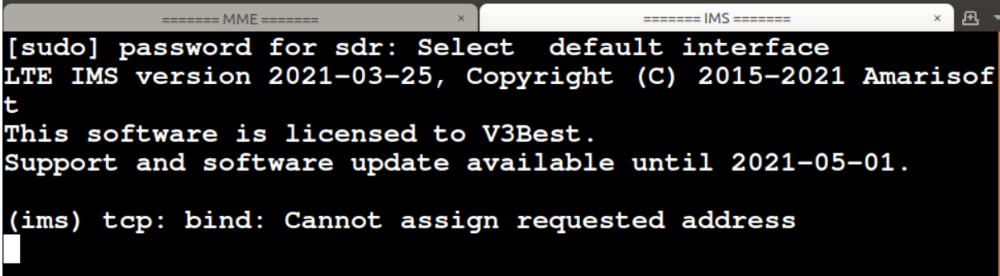 ======= MME ======= × ======= IMS ======= ×
[sudo] password for sdr: Select  default interface
LTE IMS version 2021-03-25, Copyright (C) 2015-2021 Amarisof
t
This software is licensed to V3Best.
Support and software update available until 2021-05-01.
(ims) tcp: bind: Cannot assign requested address